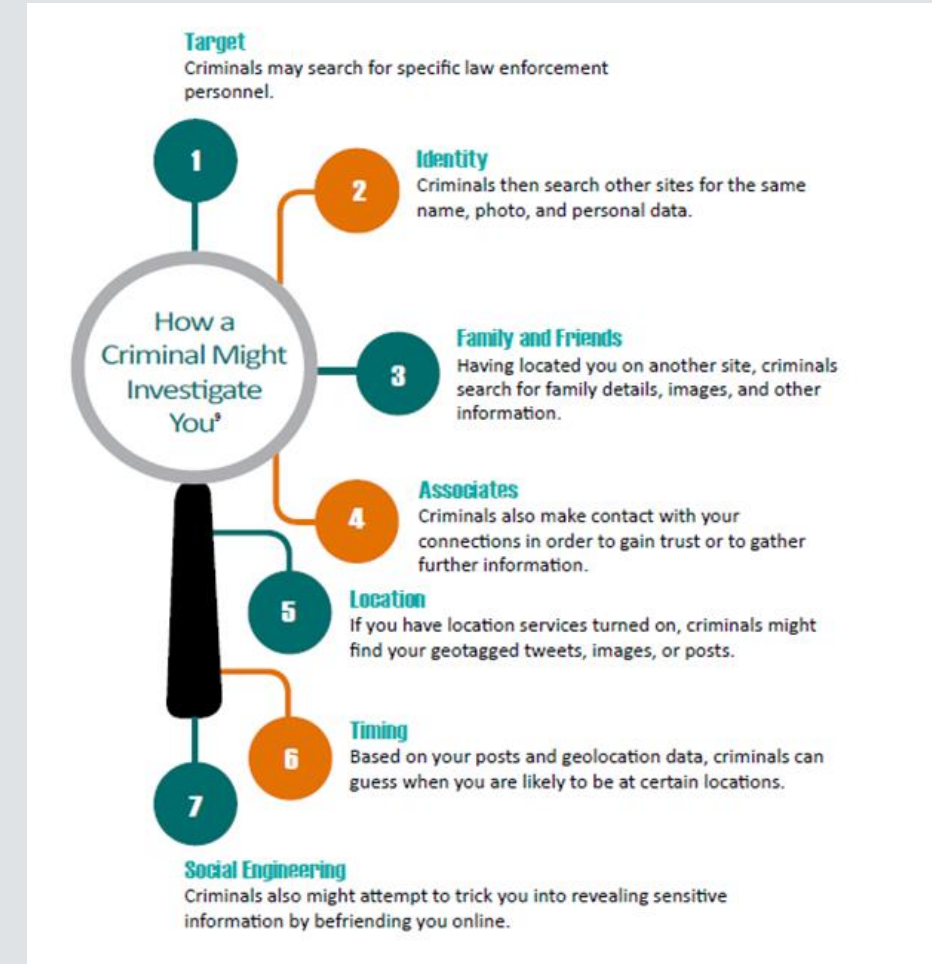 Target
Criminals may search for specific law enforcement
personnel.
1
2
Identity
Criminals then search other sites for the same
name, photo, and personal data.
How a
Criminal Might
Investigate
You⁹
3
Family and Friends
Having located you on another site, criminals
search for family details, images, and other
information.
4
Associates
Criminals also make contact with your
connections in order to gain trust or to gather
further information.
5
Location
If you have location services turned on, criminals might
find your geotagged tweets, images, or posts.
6
Timing
Based on your posts and geolocation data, criminals can
guess when you are likely to be at certain locations.
7
Social Engineering
Criminals also might attempt to trick you into revealing sensitive
information by befriending you online.